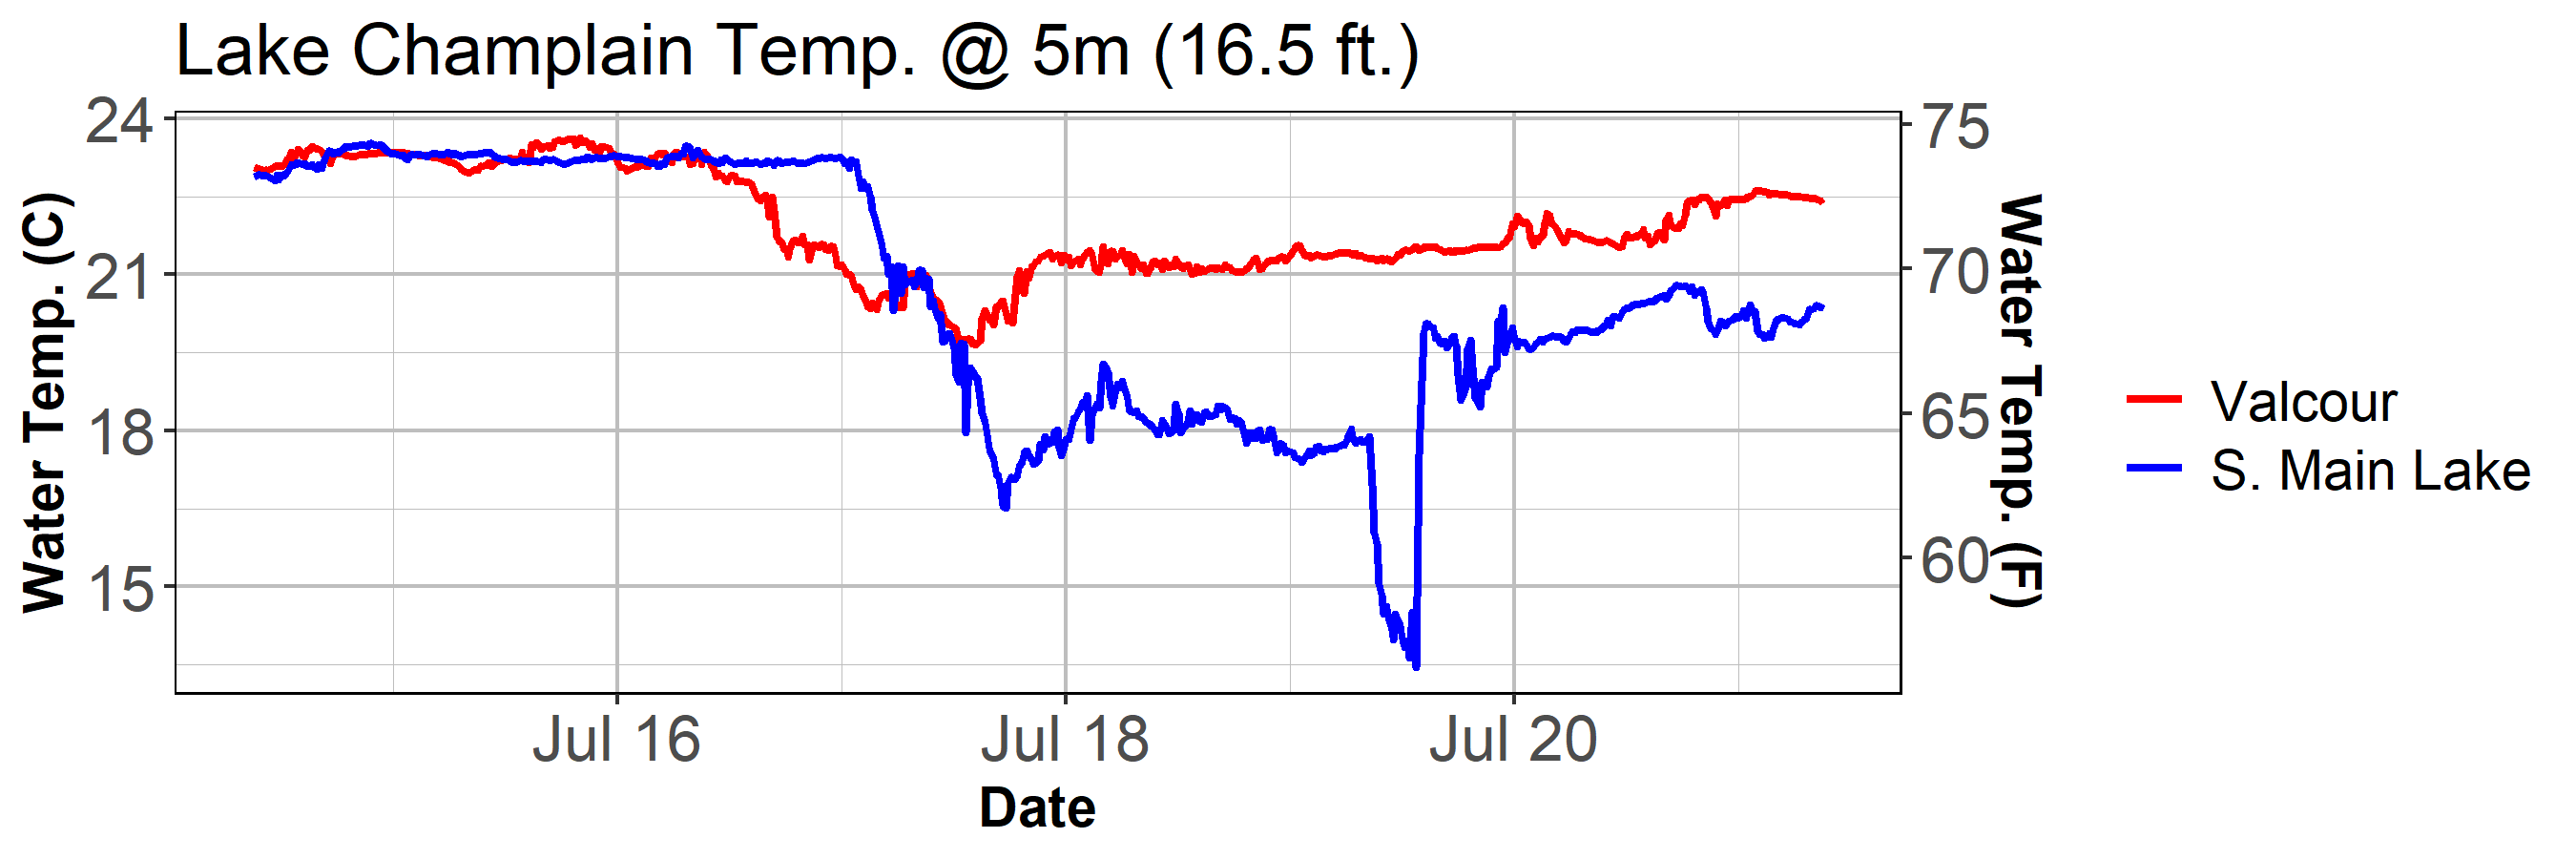 Lake Champlain Temp. @ 5m (16.5 ft.)
Water Temp. (C)
24
21
18
15
75
70
65
60
Water Temp. (F)
Jul 16
Jul 18
Jul 20
Date
Valcour
S. Main Lake